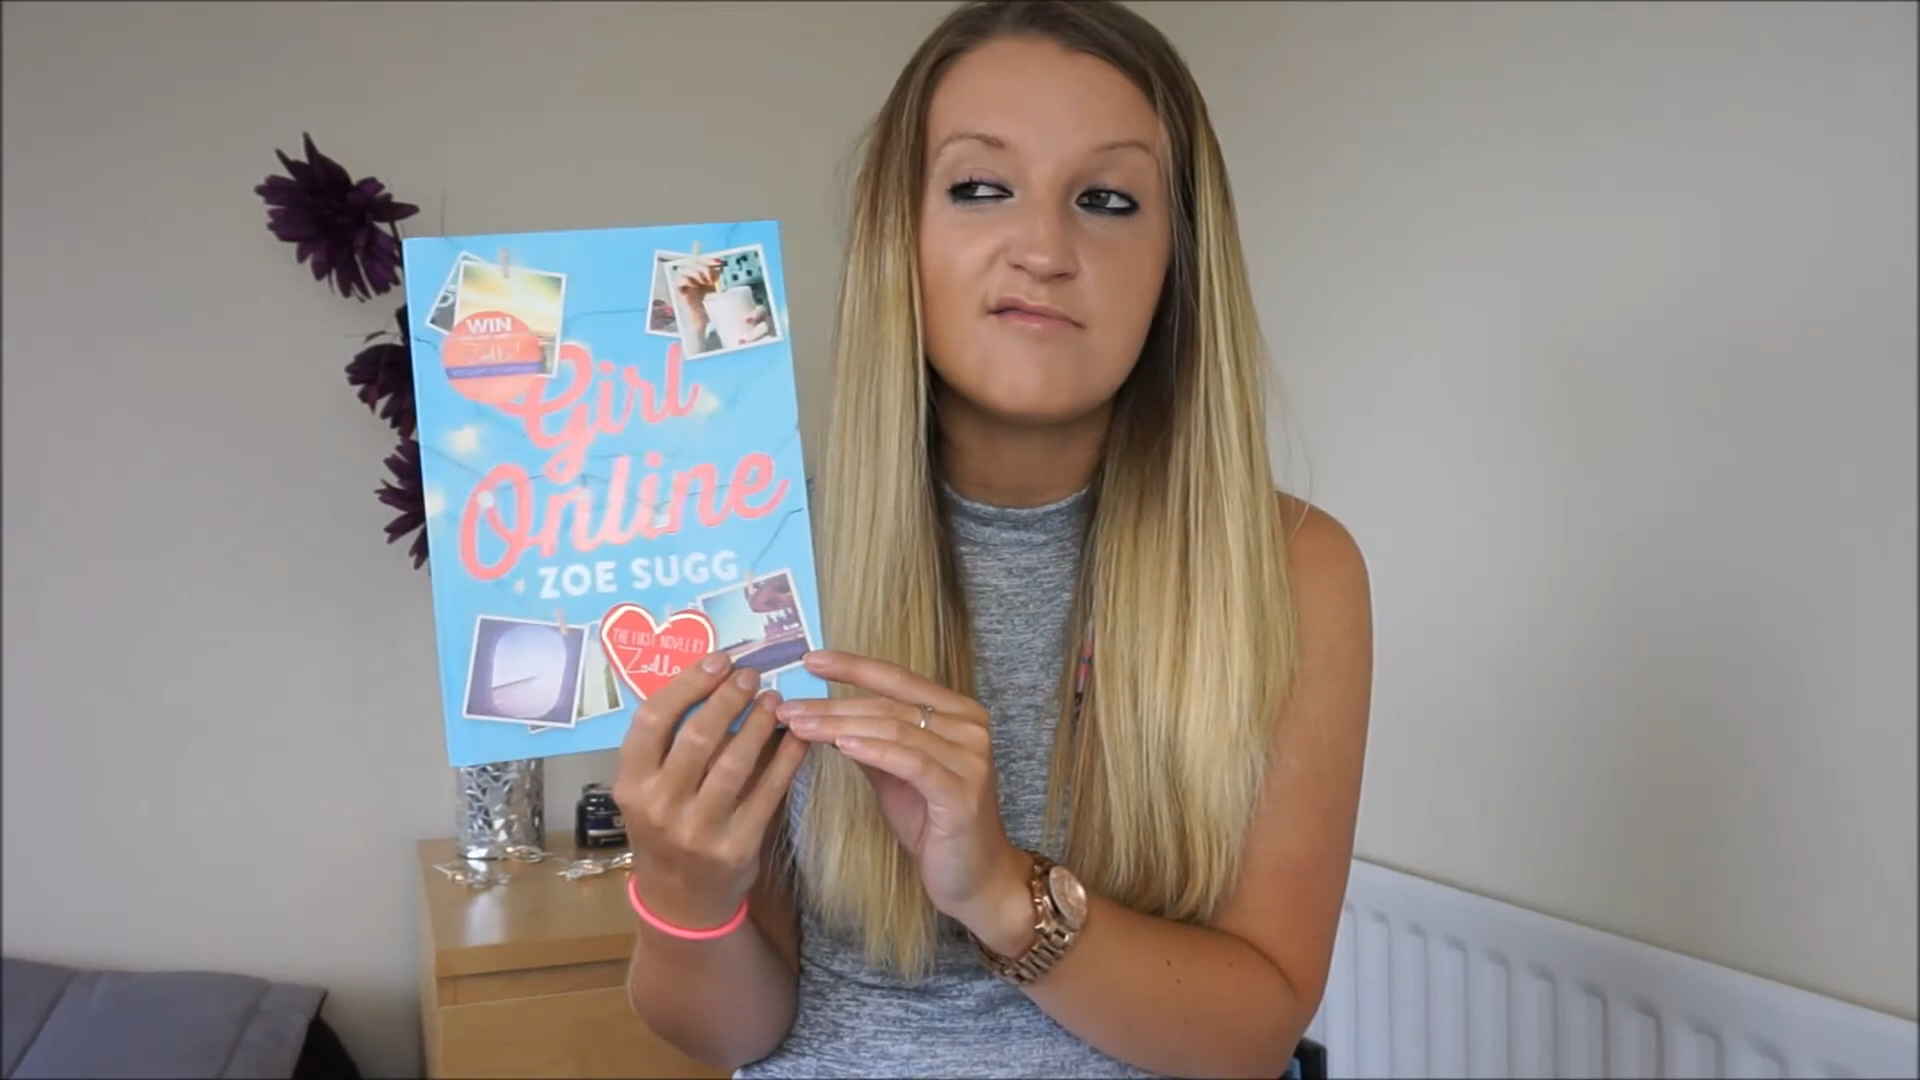 WIN
Girl
Online
ZOE SUGG
THE FIRST NOVEL BY
Zoella